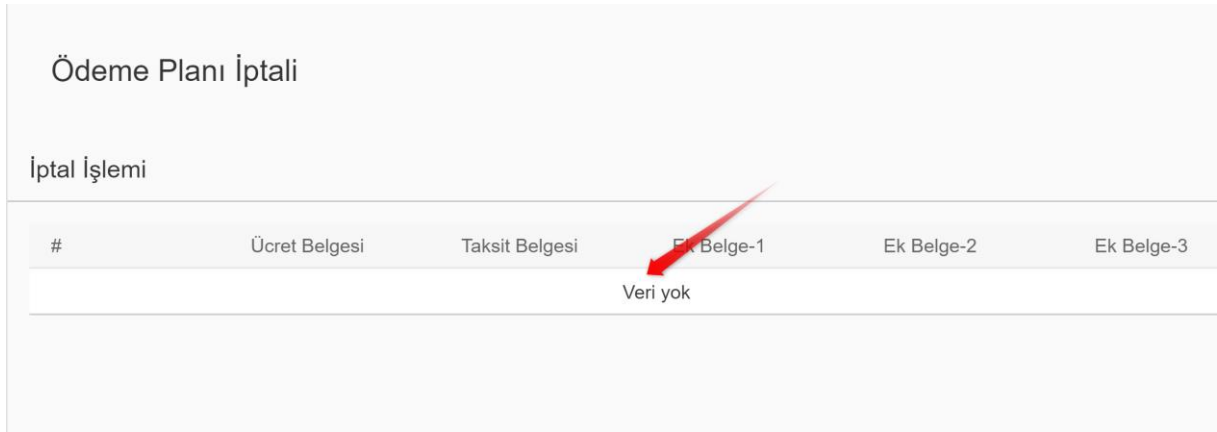 Ödeme Planı İptali
İptal İşlemi
# Ücret Belgesi Taksit Belgesi Ek Belge-1 Ek Belge-2 Ek Belge-3
Veri yok